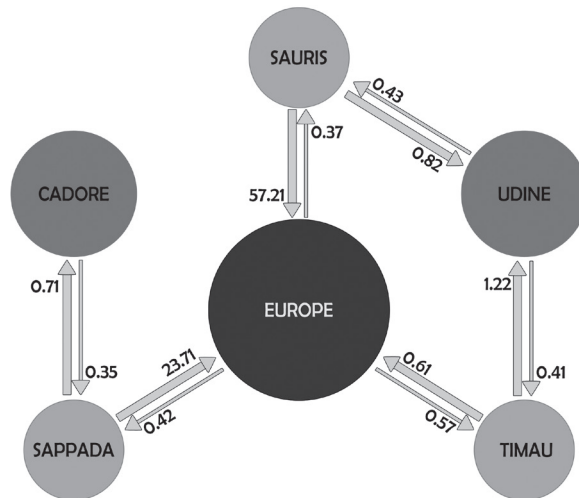 SAURIS
0.43
0.37
0.82
CADORE
57.21
UDINE
0.71
EUROPE
1.22
23.71
0.61
0.35
0.41
0.42
0.57
SAPPADA
TIMAU